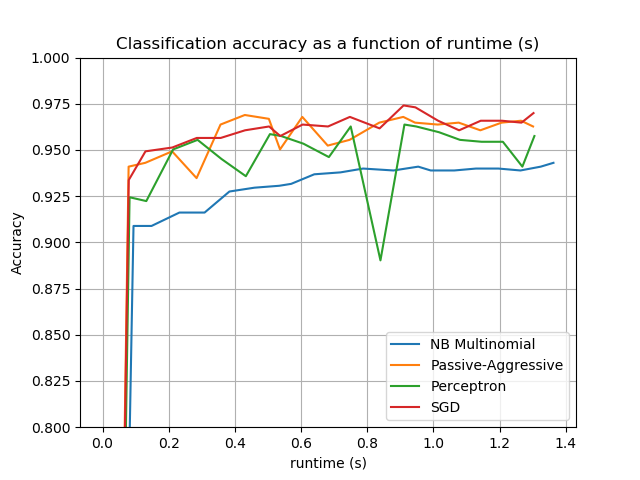 Classification accuracy as a function of runtime (s)
1.000
0.975
0.950
0.925
0.900
0.875
0.850
0.825
0.800
Accuracy
NB Multinomial
Passive-Aggressive
Perceptron
SGD
0.0 0.2 0.4 0.6 0.8 1.0 1.2 1.4
runtime (s)